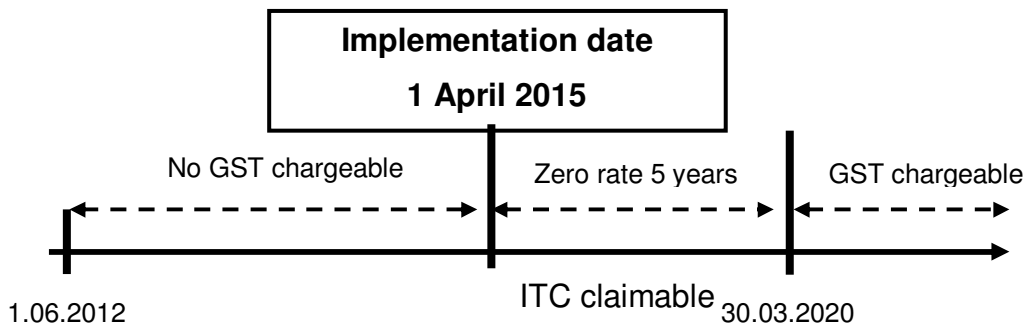 Implementation date
1 April 2015
No GST chargeable
Zero rate 5 years
GST chargeable
ITC claimable
1.06.2012
30.03.2020